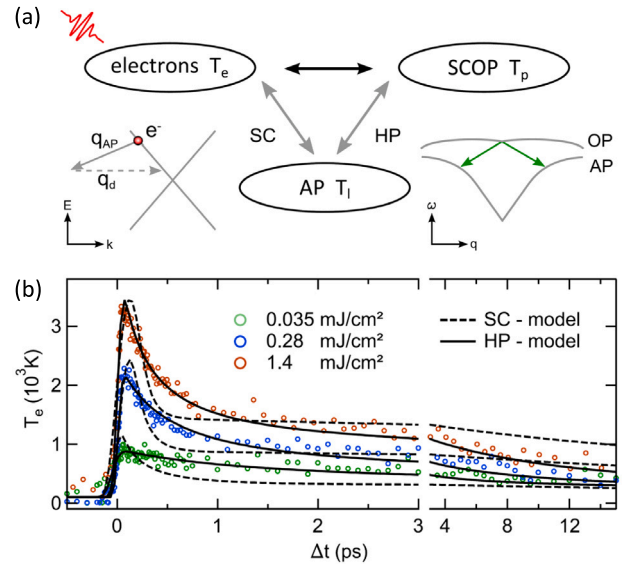 (a)
electrons Tₑ
SCOP Tₚ
SC
HP
AP Tₗ
e⁻
q_AP
q_d
E
k
OP
AP
ω
q
(b)
0.035 mJ/cm²
0.28 mJ/cm²
1.4 mJ/cm²
SC - model
HP - model
Tₑ (10³K)
3
2
1
0
0
1
2
3
4
8
12
Δt (ps)